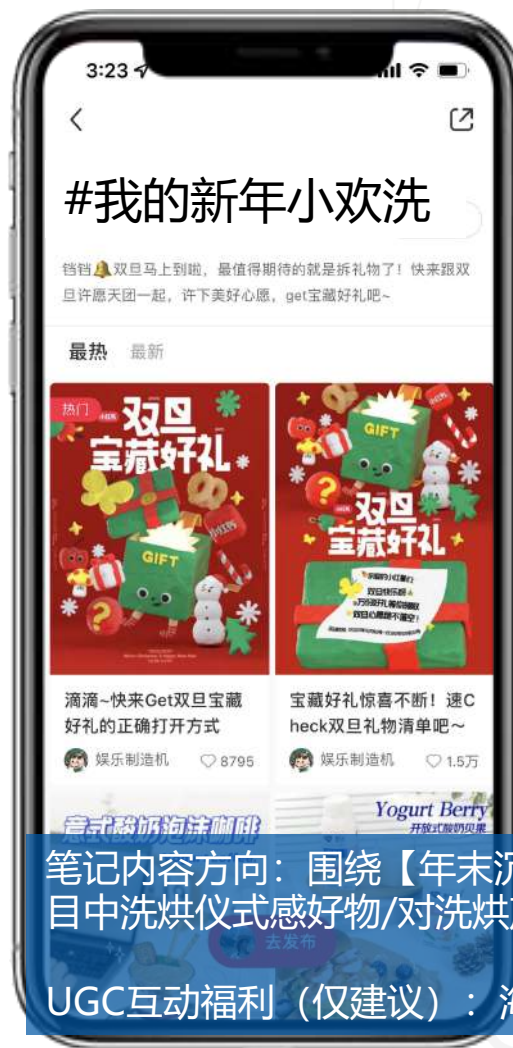 3:23
#我的新年小欢洗
铛铛🔔双旦马上到啦，最值得期待的就是拆礼物了！快来跟双
旦许愿天团一起，许下美好心愿，get宝藏好礼吧~
最热 最新
热门
双旦
宝藏好礼
GIFT
小红书
GIFT
双旦
宝藏好礼
滴滴~快来Get双旦宝藏
好礼的正确打开方式
娱乐制造机 8795
宝藏好礼惊喜不断！速C
heck双旦礼物清单吧～
娱乐制造机 1.5万
意式酸奶泡沫咖啡
Yogurt Berry
开放式酸奶贝果
笔记内容方向：围绕【年末
目中洗烘仪式感好物/对洗烘
去发布
UGC互动福利（仅建议）：